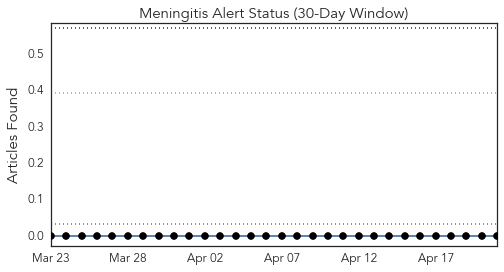 Meningitis Alert Status (30-Day Window)
Articles Found
0.5
0.4
0.3
0.2
0.1
0.0
Mar 23 Mar 28 Apr 02 Apr 07 Apr 12 Apr 17